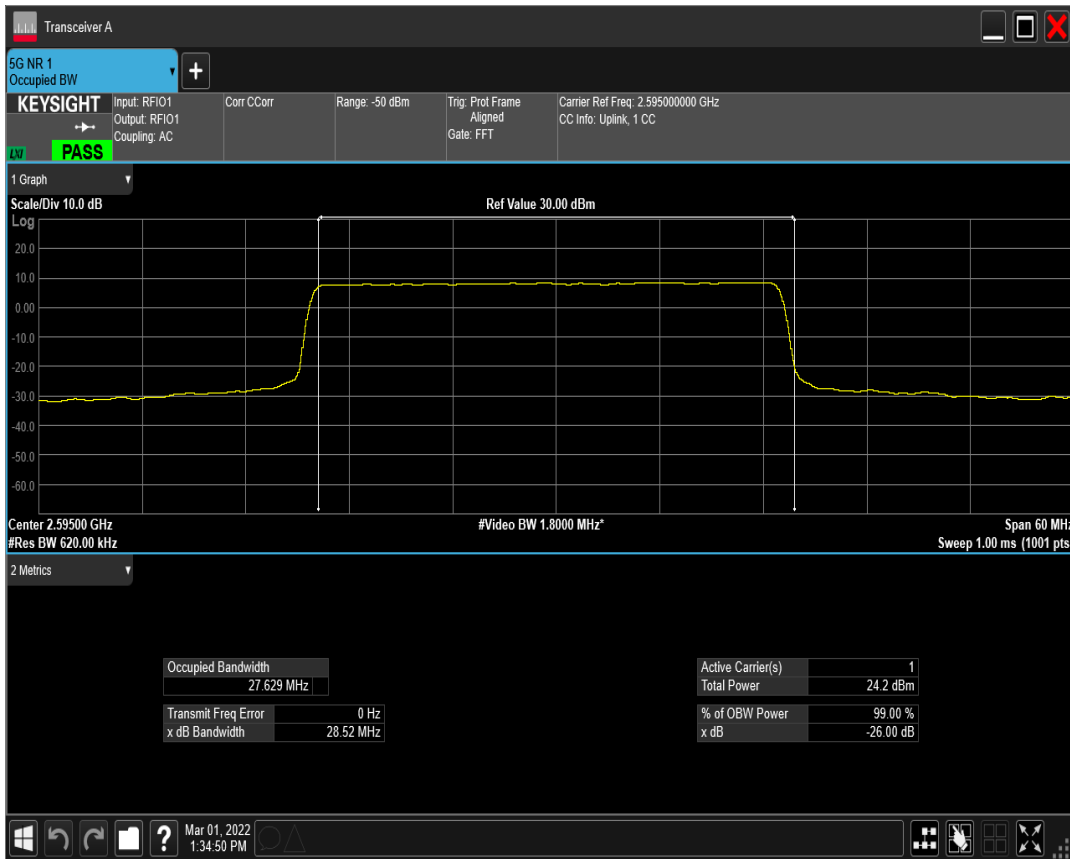 Transceiver A
5G NR 1
Occupied BW
KEYSIGHT
LXI
PASS
Input: RFIO1
Output: RFIO1
Coupling: AC
Corr CCorr
Range: -50 dBm
Trig: Prot Frame
Aligned
Gate: FFT
Carrier Ref Freq: 2.595000000 GHz
CC Info: Uplink, 1 CC
1 Graph
Scale/Div 10.0 dB
Ref Value 30.00 dBm
Log
20.0
10.0
0.00
-10.0
-20.0
-30.0
-40.0
-50.0
-60.0
Center 2.59500 GHz
#Video BW 1.8000 MHz*
Span 60 MHz
#Res BW 620.00 kHz
Sweep 1.00 ms (1001 pts
2 Metrics
Occupied Bandwidth
27.629 MHz
Transmit Freq Error 0 Hz
x dB Bandwidth 28.52 MHz
Active Carrier(s) 1
Total Power 24.2 dBm
% of OBW Power 99.00 %
x dB -26.00 dB
?
Mar 01, 2022
1:34:50 PM